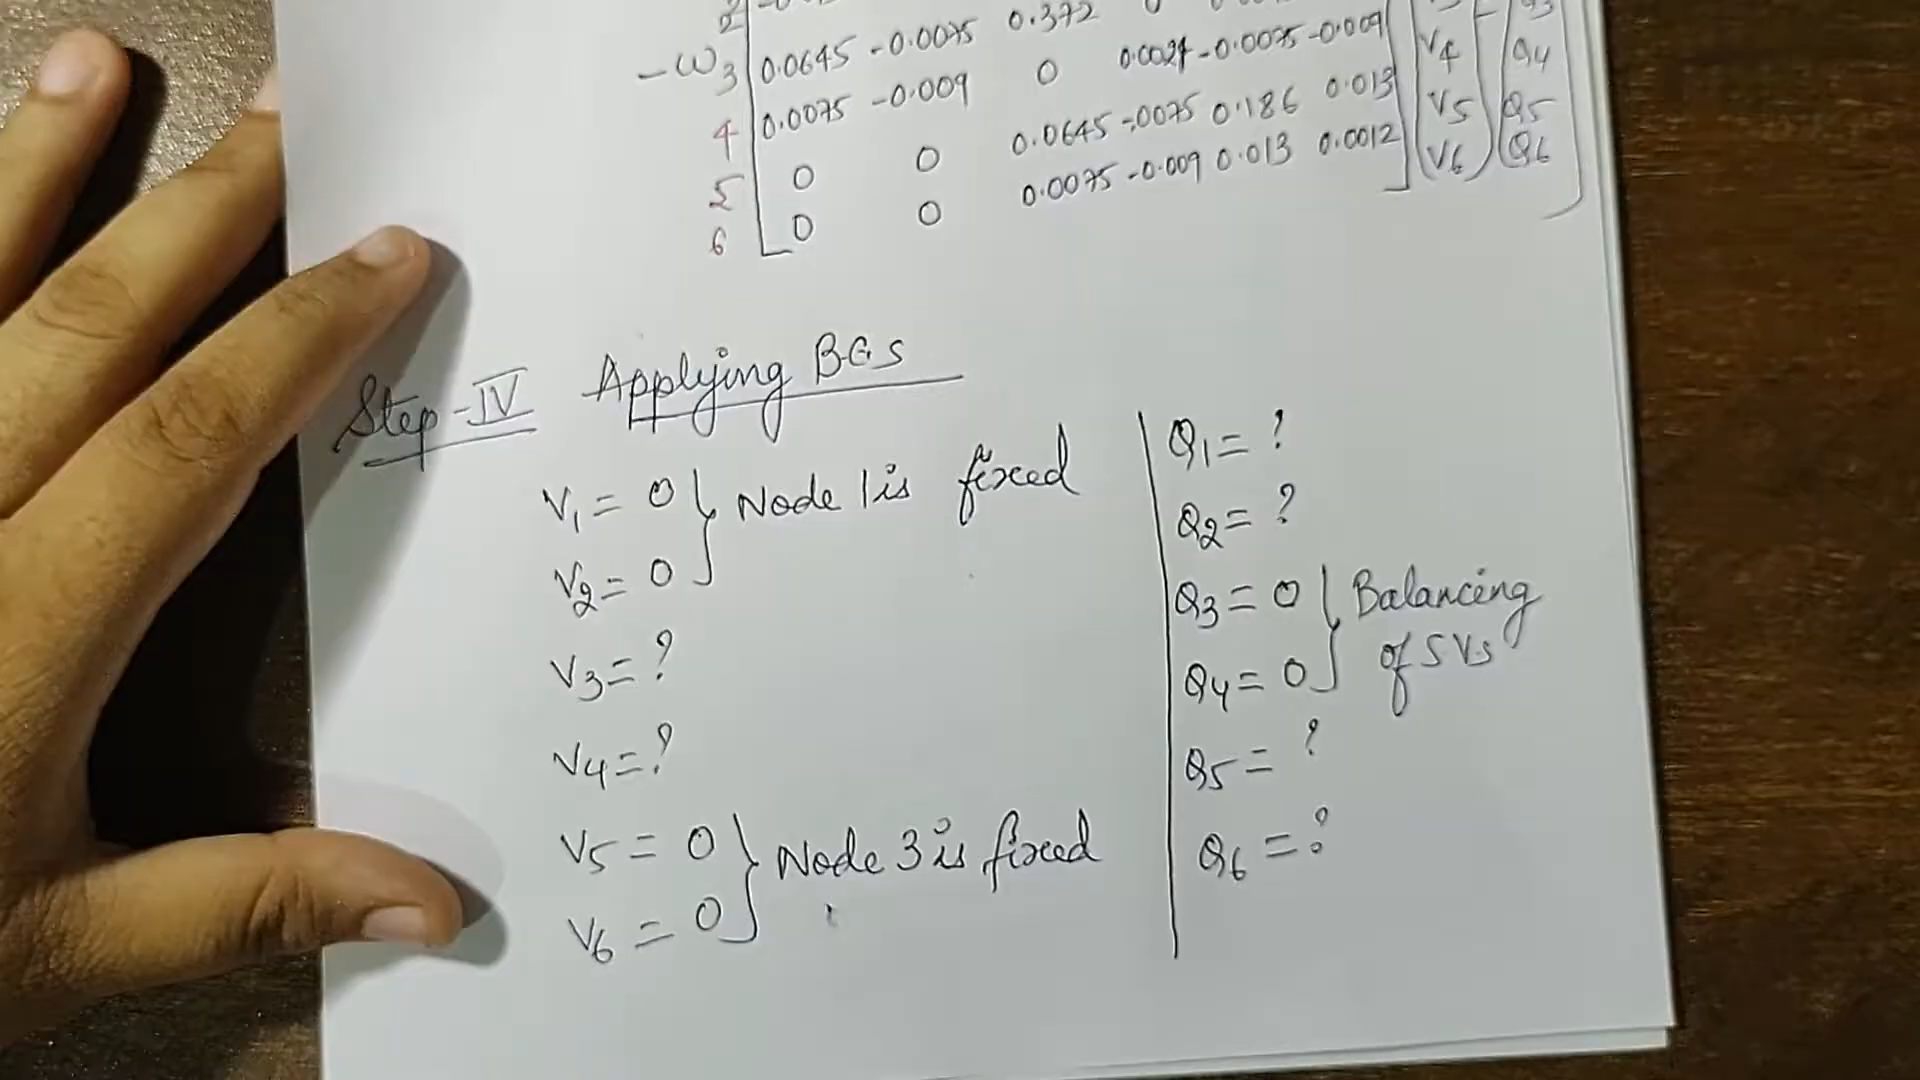 2
-ω 3 0.0645 -0.0075 0.372 0
4 0.0075 -0.009 0 0.0024 -0.0075 -0.009 V4 Q4
5 0 0 0.0645 -.0075 0.186 0.013 V5 Q5
6 0 0 0.0075 -0.009 0.013 0.0012 V6 Q6
Step-IV Applying BCs
V1 = 0 } Node 1 is fixed
V2 = 0
V3 = ?
V4 = ?
V5 = 0 } Node 3 is fixed
V6 = 0
Q1 = ?
Q2 = ?
Q3 = 0 } Balancing
Q4 = 0 of SVs
Q5 = ?
Q6 = ?